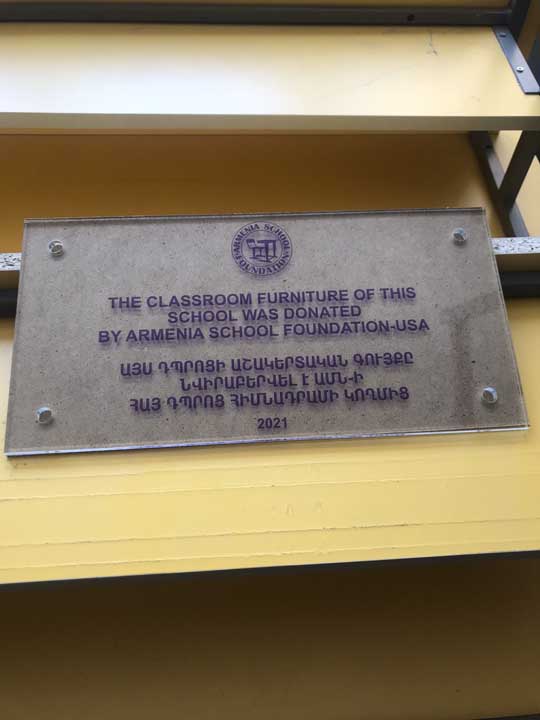 ARMENIA SCHOOL
FOUNDATION
THE CLASSROOM FURNITURE OF THIS
SCHOOL WAS DONATED
BY ARMENIA SCHOOL FOUNDATION-USA
ԱՅՍ ԴՊՐՈՑԻ ԱՇԱԿԵՐՏԱԿԱՆ ԳՈՒՅՔԸ
ՆՎԻՐԱԲԵՐՎԵԼ Է ԱՄՆ-Ի
ՀԱՅ ԴՊՐՈՑ ՀԻՄՆԱԴՐԱՄԻ ԿՈՂՄԻՑ
2021